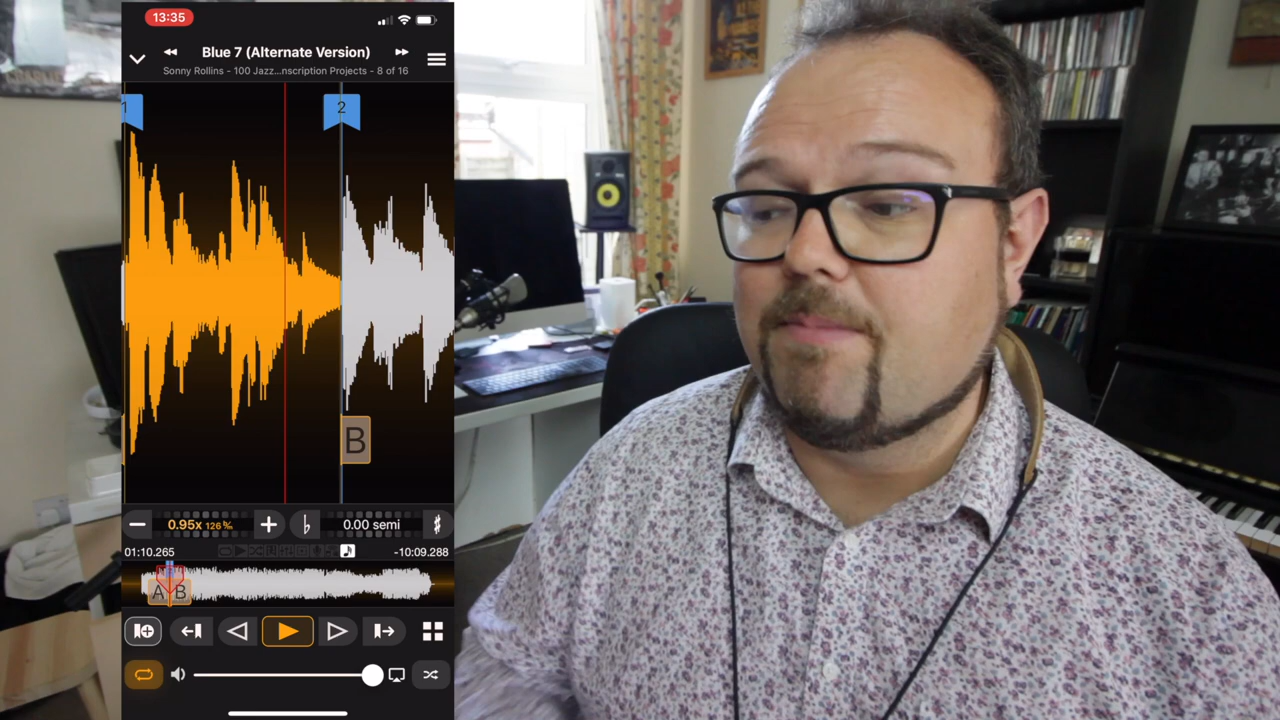 13:35
Blue 7 (Alternate Version)
Sonny Rollins - 100 Jazz...nscription Projects - 8 of 16
1
2
B
0.95x 126%
0.00 semi
01:10.265
-10:09.288
A B